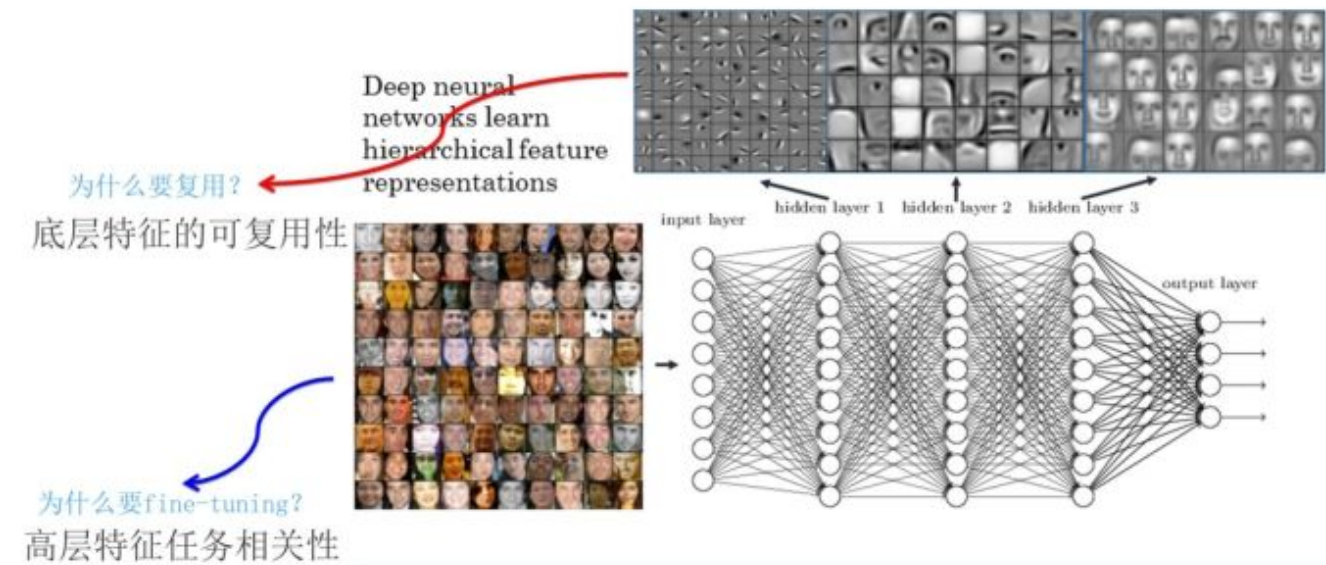 Deep neural
networks learn
hierarchical feature
representations
为什么要复用?
底层特征的可复用性
hidden layer 1 hidden layer 2 hidden layer 3
input layer
output layer
为什么要fine-tuning?
高层特征任务相关性